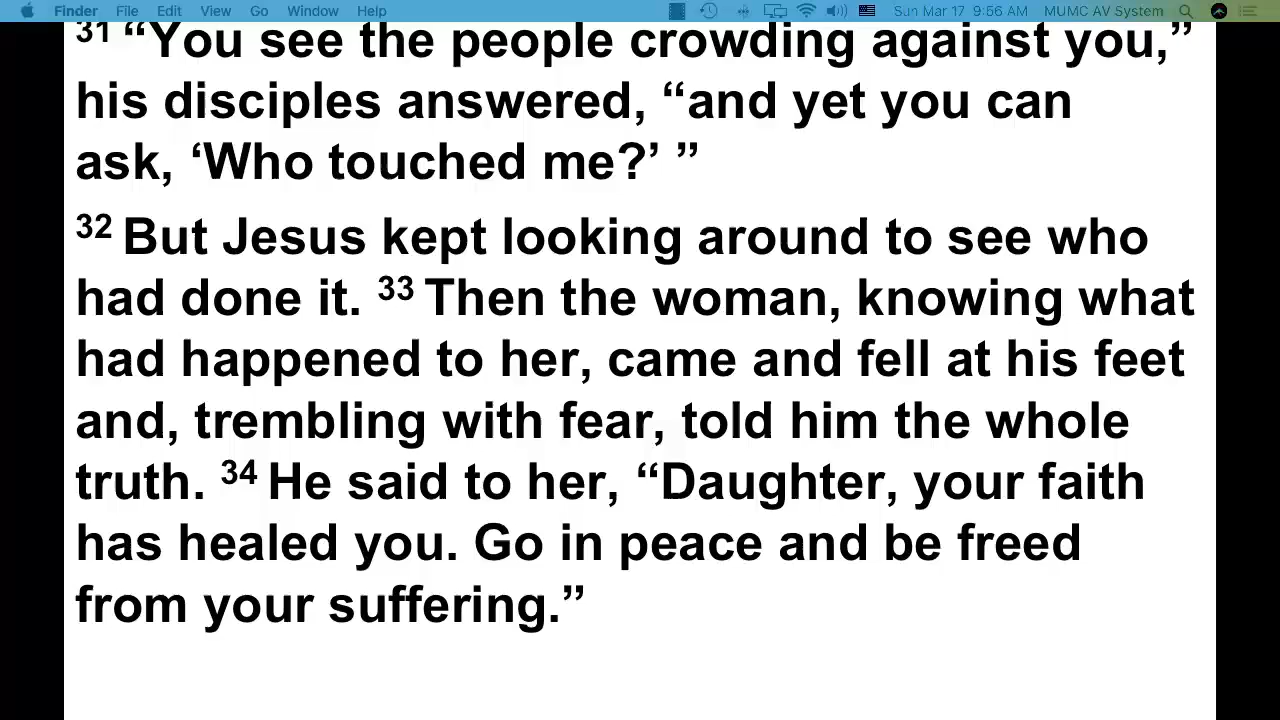 Finder File Edit View Go Window Help Sun Mar 17 9:56 AM MUMC AV System
31 “You see the people crowding against you,”
his disciples answered, “and yet you can
ask, ‘Who touched me?’ ”
32 But Jesus kept looking around to see who
had done it. 33 Then the woman, knowing what
had happened to her, came and fell at his feet
and, trembling with fear, told him the whole
truth. 34 He said to her, “Daughter, your faith
has healed you. Go in peace and be freed
from your suffering.”